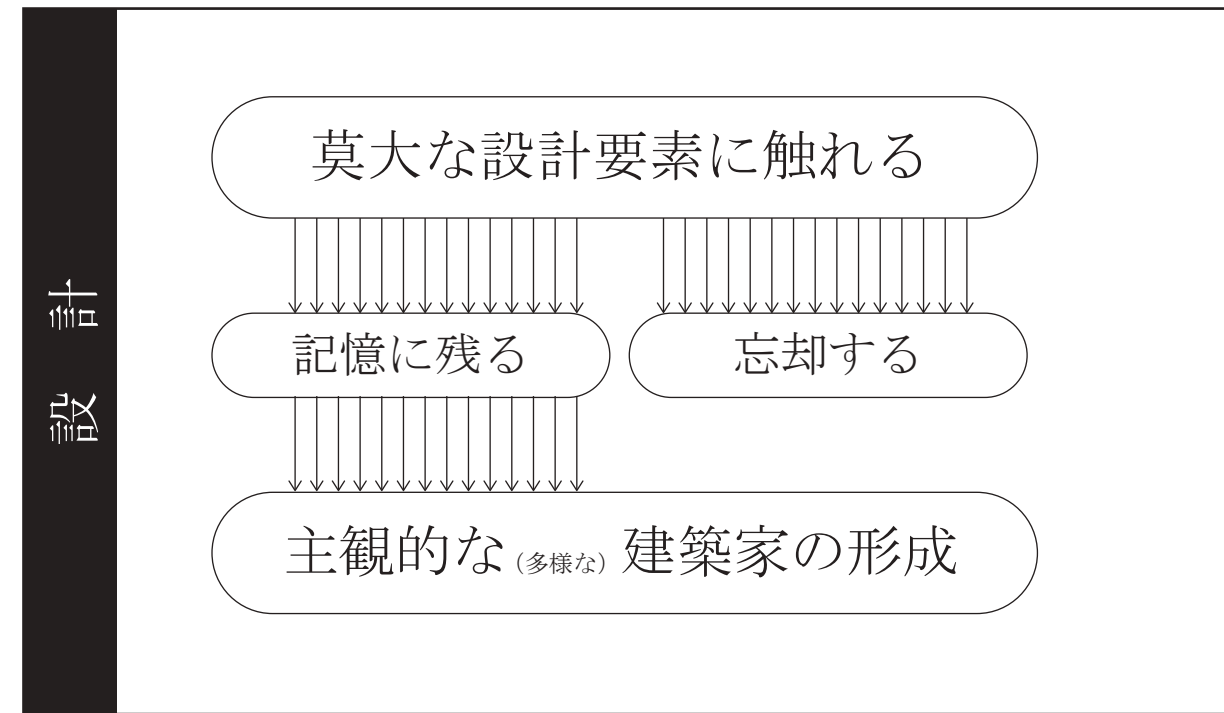 設計
莫大な設計要素に触れる
記憶に残る
忘却する
主観的な（多様な）建築家の形成